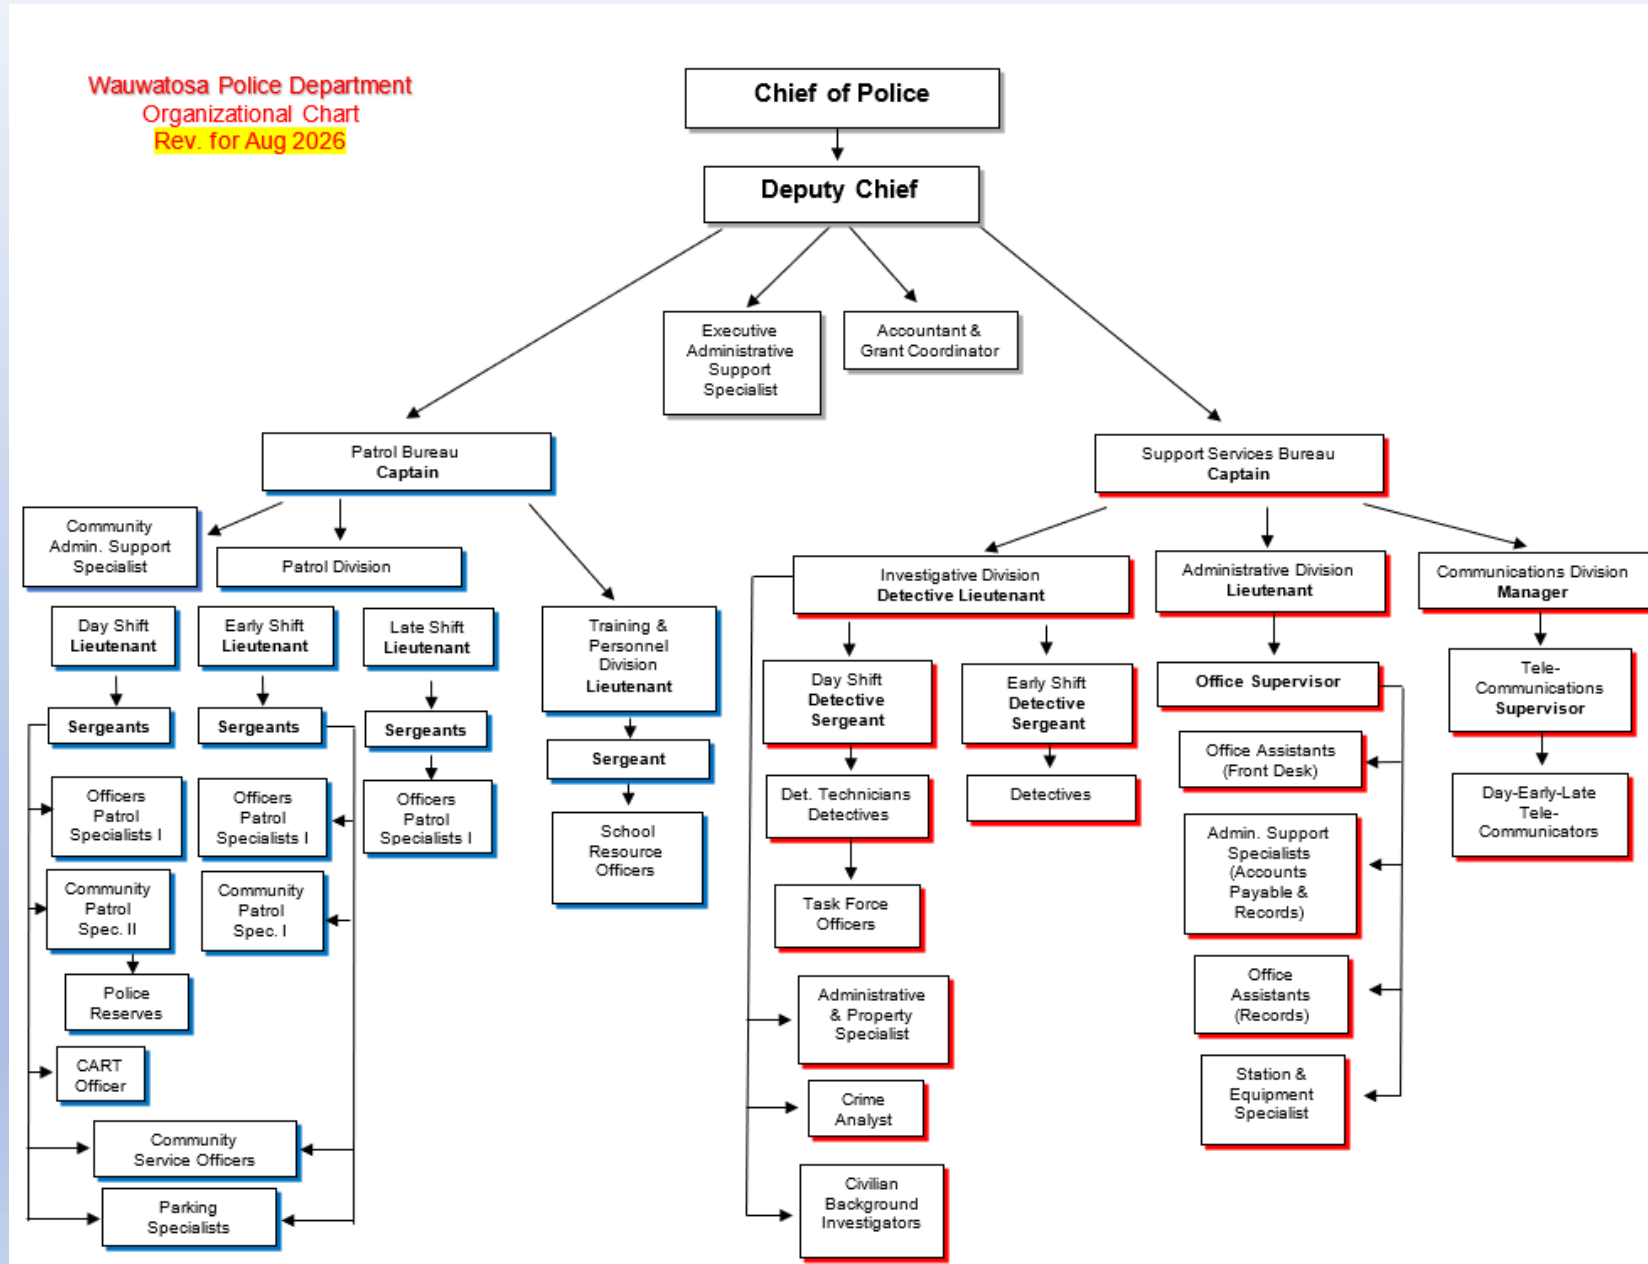 Wauwatosa Police Department
Organizational Chart
Rev. for Aug 2026
Chief of Police
Deputy Chief
Executive
Administrative
Support
Specialist
Accountant &
Grant Coordinator
Patrol Bureau
Captain
Support Services Bureau
Captain
Community
Admin. Support
Specialist
Patrol Division
Day Shift
Lieutenant
Early Shift
Lieutenant
Late Shift
Lieutenant
Training &
Personnel
Division
Lieutenant
Sergeants
Sergeants
Sergeants
Sergeant
Officers
Patrol
Specialists I
Officers
Patrol
Specialists I
Officers
Patrol
Specialists I
School
Resource
Officers
Community
Patrol
Spec. II
Community
Patrol
Spec. I
Police
Reserves
CART
Officer
Community
Service Officers
Parking
Specialists
Investigative Division
Detective Lieutenant
Administrative Division
Lieutenant
Communications Division
Manager
Day Shift
Detective
Sergeant
Early Shift
Detective
Sergeant
Office Supervisor
Tele-
Communications
Supervisor
Det. Technicians
Detectives
Detectives
Office Assistants
(Front Desk)
Day-Early-Late
Tele-
Communicators
Task Force
Officers
Admin. Support
Specialists
(Accounts
Payable &
Records)
Administrative
& Property
Specialist
Office
Assistants
(Records)
Crime
Analyst
Station &
Equipment
Specialist
Civilian
Background
Investigators